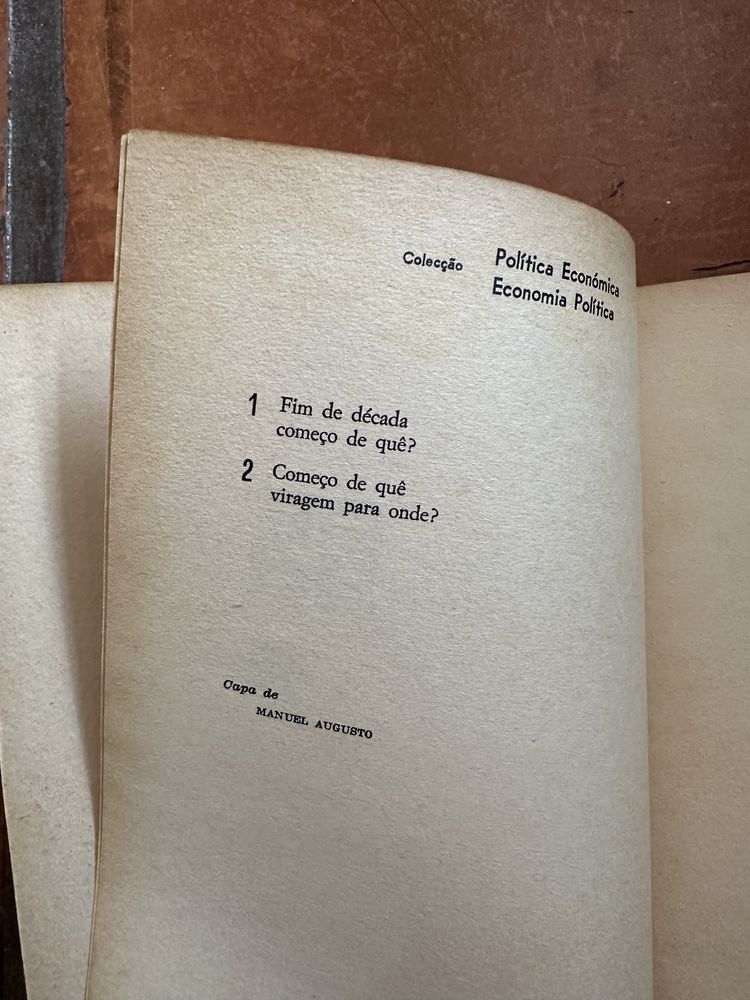 Colecção Política Económica
Economia Política
1 Fim de década
começo de quê?
2 Começo de quê
viragem para onde?
Capa de
MANUEL AUGUSTO